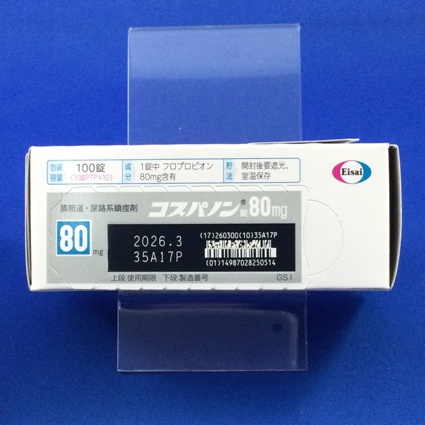 包装容量 100錠 (10錠PTP×10)
成分 1錠中 フロプロピオン 80mg含有
貯法 開封後要遮光、室温保存
Eisai
膵胆道・尿路系鎮痙剤 コスパノン錠80mg
80mg
2026.3
35A17P
(17)260300(10)35A17P
(01)14987028250514
上段:使用期限 下段:製造番号 GS1